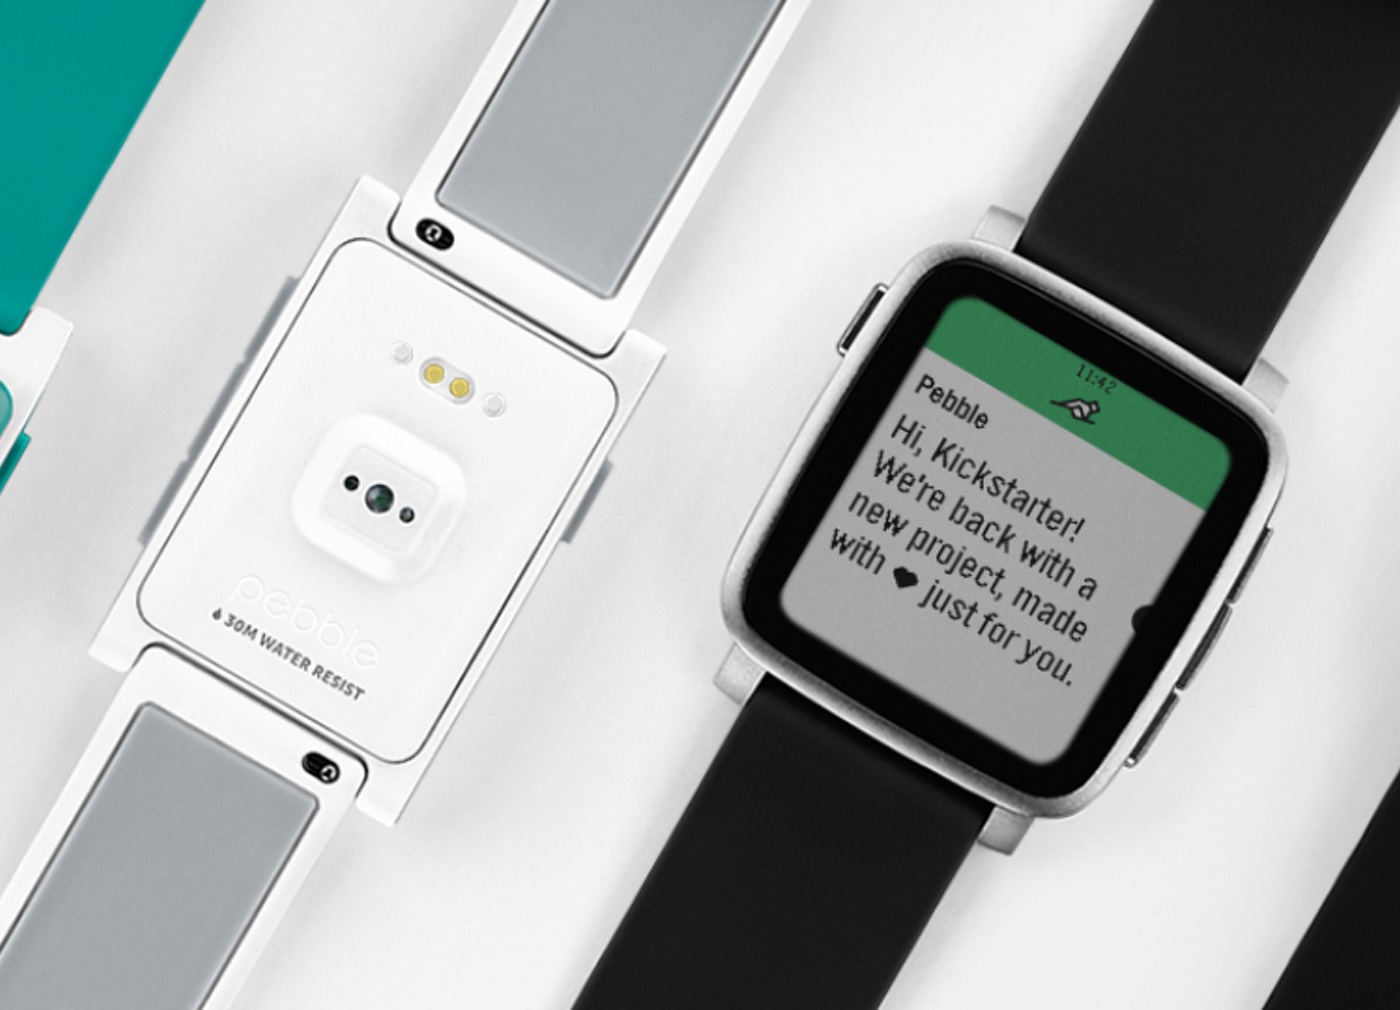 pebble
30M WATER RESIST
11:42
Pebble
Hi, Kickstarter!
We're back with a
new project, made
with ❤ just for you.